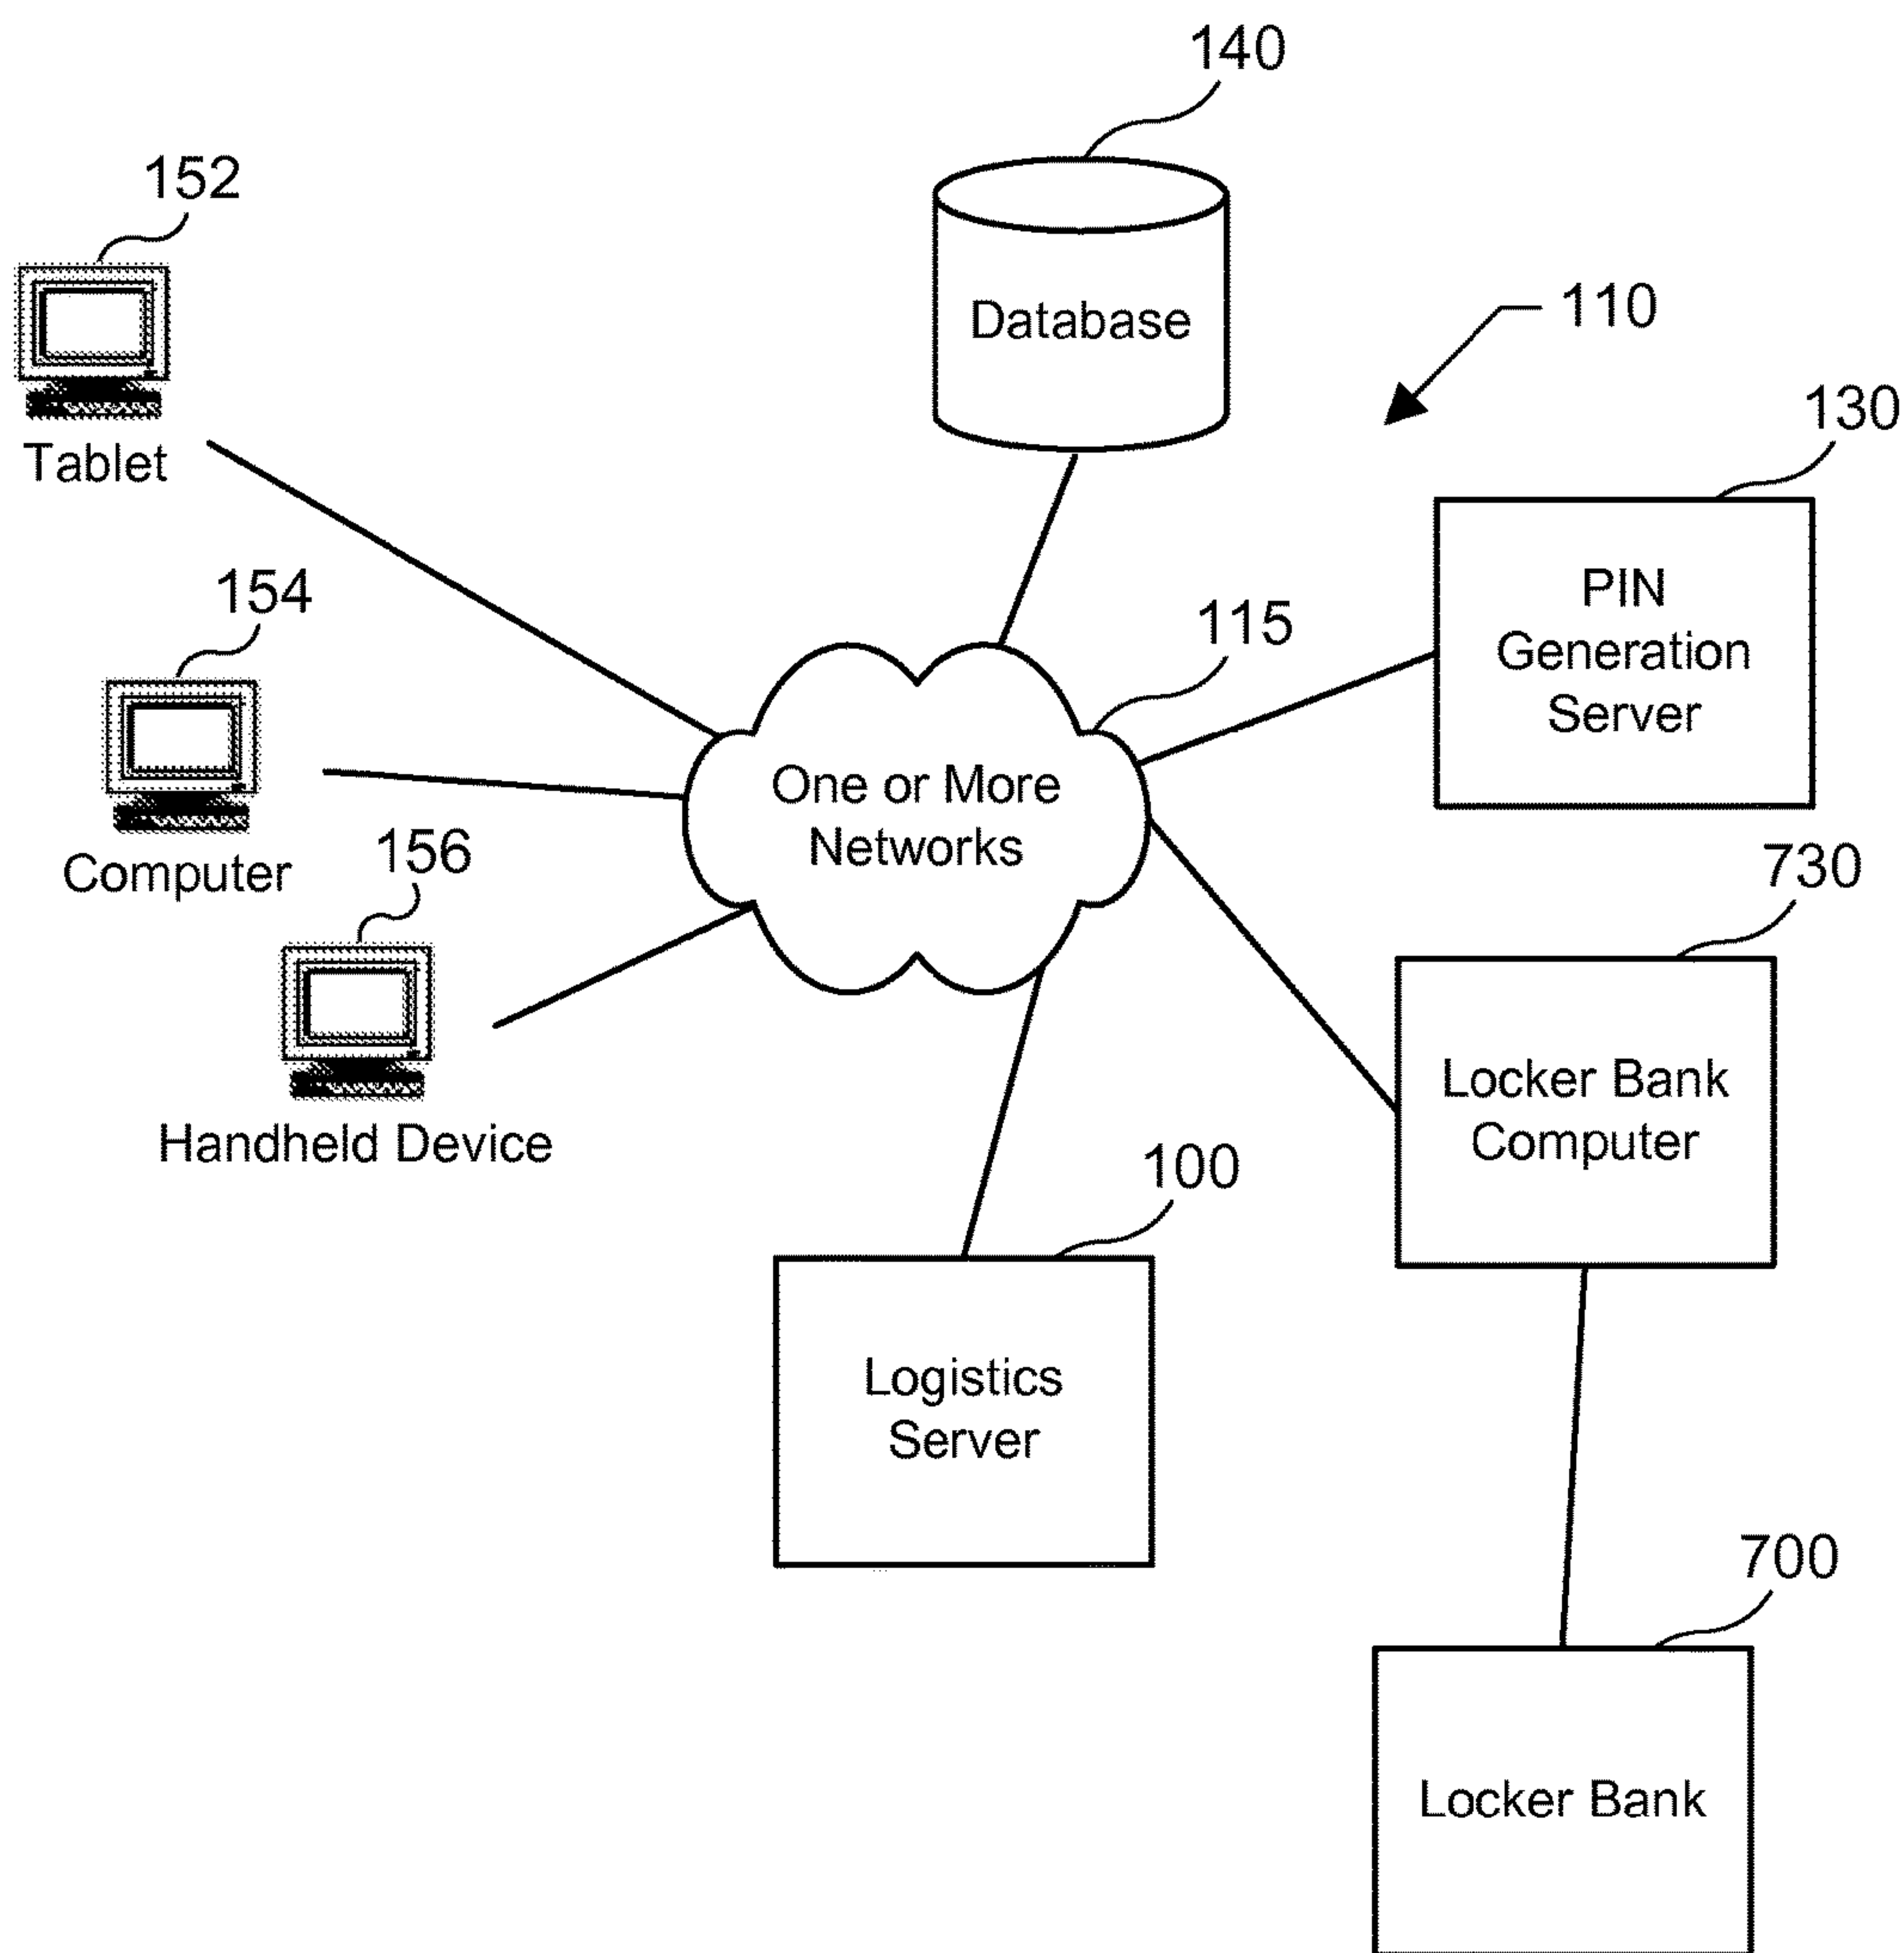 140
152
Tablet
Database
110
130
PIN
Generation
Server
154
Computer
115
One or More
Networks
156
Handheld Device
730
Locker Bank
Computer
100
Logistics
Server
700
Locker Bank